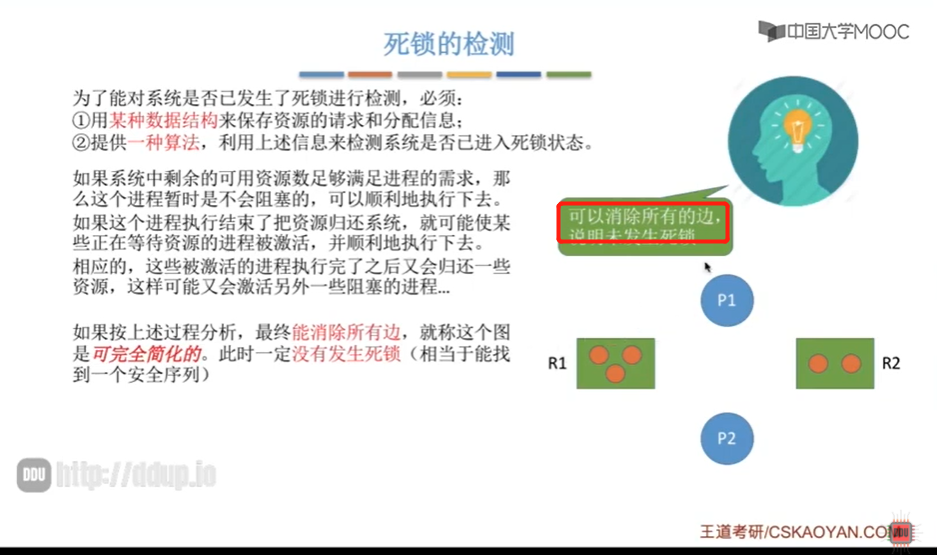 中国大学MOOC
死锁的检测
为了能对系统是否已发生了死锁进行检测，必须：
①用某种数据结构来保存资源的请求和分配信息；
②提供一种算法，利用上述信息来检测系统是否已进入死锁状态。
如果系统中剩余的可用资源数足够满足进程的需求，那
么这个进程暂时是不会阻塞的，可以顺利地执行下去。
如果这个进程执行结束了把资源归还系统，就可能使某
些正在等待资源的进程被激活，并顺利地执行下去。
相应的，这些被激活的进程执行完了之后又会归还一些
资源，这样可能又会激活另外一些阻塞的进程...
如果按上述过程分析，最终能消除所有边，就称这个图
是可完全简化的。此时一定没有发生死锁（相当于能找
到一个安全序列）
可以消除所有的边，
说明未发生死锁
P1
R1
R2
P2
DDU http://ddup.io
王道考研/CSKAOYAN.CO